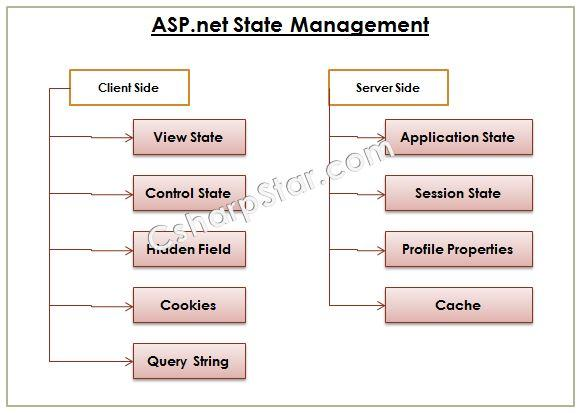 ASP.net State Management
Client Side
View State
Control State
Hidden Field
Cookies
Query String
Server Side
Application State
Session State
Profile Properties
Cache
CsharpStar.com